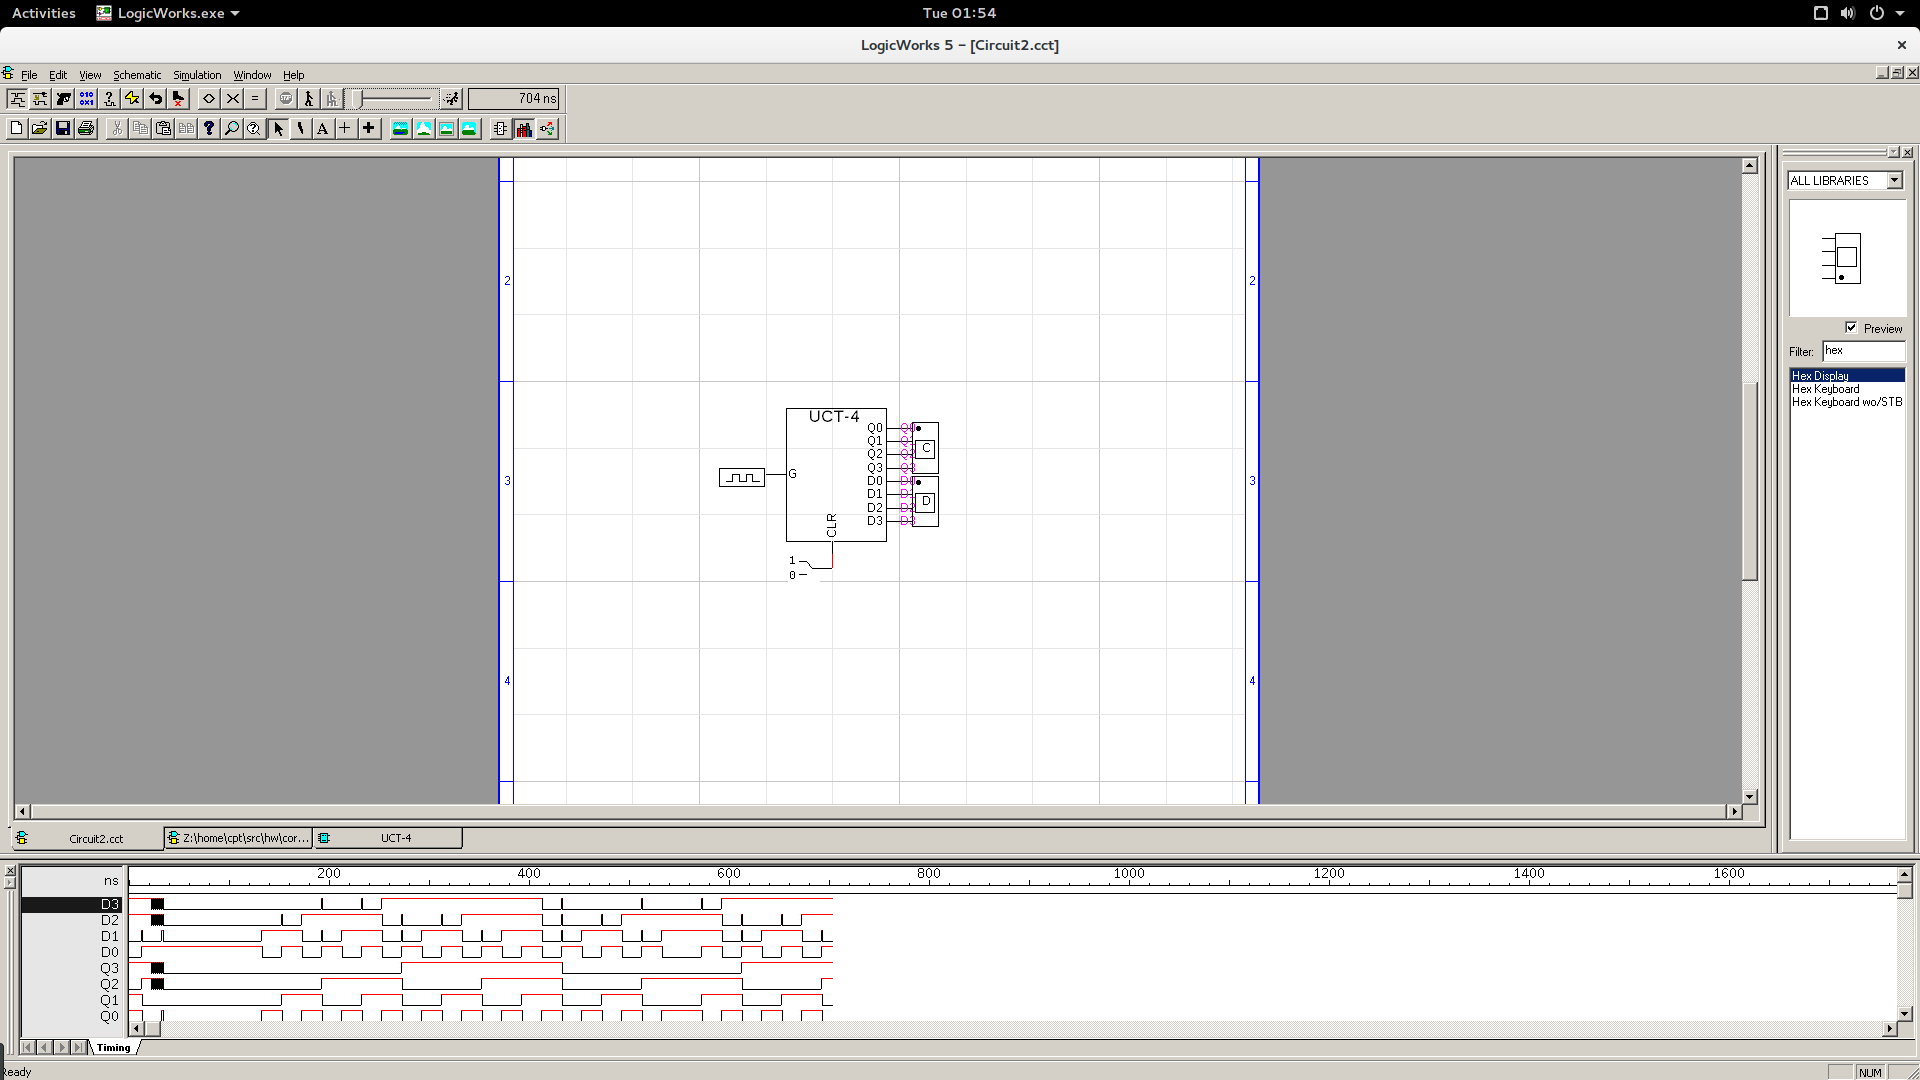 Activities LogicWorks.exe Tue 01:54
LogicWorks 5 – [Circuit2.cct]
File Edit View Schematic Simulation Window Help
704 ns
ALL LIBRARIES
Preview
Filter: hex
Hex Display
Hex Keyboard
Hex Keyboard wo/STB
2 2
UCT-4
Q0
Q1
Q2
Q3
D0
D1
D2
D3
G
CLR
C
D
1
0
3 3
4 4
Circuit2.cct Z:\home\cpt\src\hw\cor... UCT-4
ns 200 400 600 800 1000 1200 1400 1600
D3
D2
D1
D0
Q3
Q2
Q1
Q0
Timing
Ready NUM